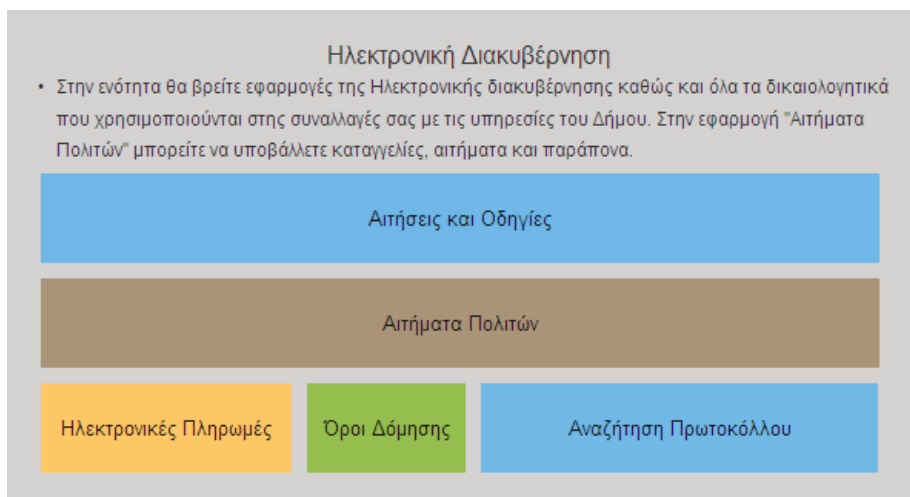 Ηλεκτρονική Διακυβέρνηση
• Στην ενότητα θα βρείτε εφαρμογές της Ηλεκτρονικής διακυβέρνησης καθώς και όλα τα δικαιολογητικά
που χρησιμοποιούνται στης συναλλαγές σας με τις υπηρεσίες του Δήμου. Στην εφαρμογή "Αιτήματα
Πολιτών" μπορείτε να υποβάλλετε καταγγελίες, αιτήματα και παράπονα.
Αιτήσεις και Οδηγίες
Αιτήματα Πολιτών
Ηλεκτρονικές Πληρωμές
Όροι Δόμησης
Αναζήτηση Πρωτοκόλλου